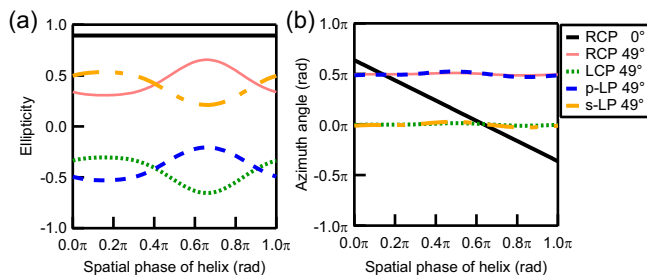 (a)
1.0
0.5
0.0
-0.5
-1.0
Ellipticity
0.0π 0.2π 0.4π 0.6π 0.8π 1.0π
Spatial phase of helix (rad)
(b)
1.0π
0.5π
0.0π
-0.5π
-1.0π
Azimuth angle (rad)
0.0π 0.2π 0.4π 0.6π 0.8π 1.0π
Spatial phase of helix (rad)
RCP 0°
RCP 49°
LCP 49°
p-LP 49°
s-LP 49°